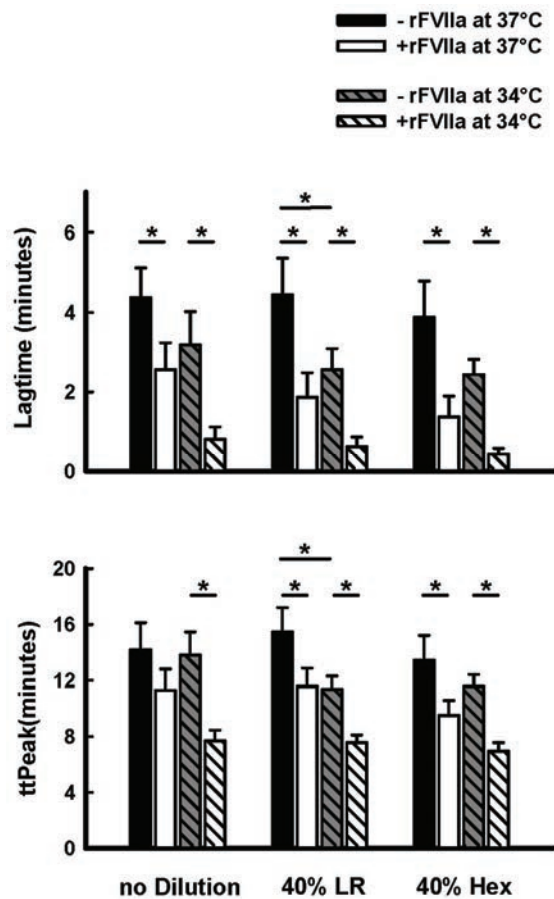 - rFVIIa at 37°C
+rFVIIa at 37°C
- rFVIIa at 34°C
+rFVIIa at 34°C
*
* * * * * *
6
4
2
0
Lagtime (minutes)
*
* * * * *
20
16
12
8
4
0
ttPeak(minutes)
no Dilution 40% LR 40% Hex